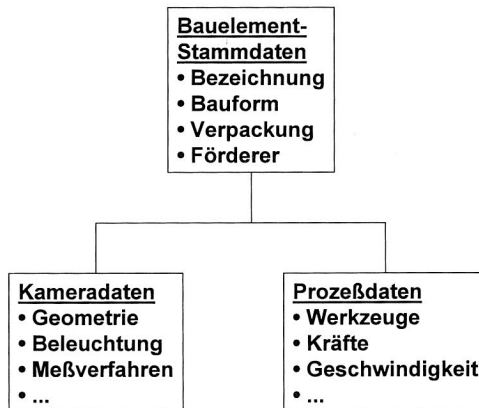 Bauelement-
Stammdaten
• Bezeichnung
• Bauform
• Verpackung
• Förderer
Kameradaten
• Geometrie
• Beleuchtung
• Meßverfahren
• ...
Prozeßdaten
• Werkzeuge
• Kräfte
• Geschwindigkeit
• ...